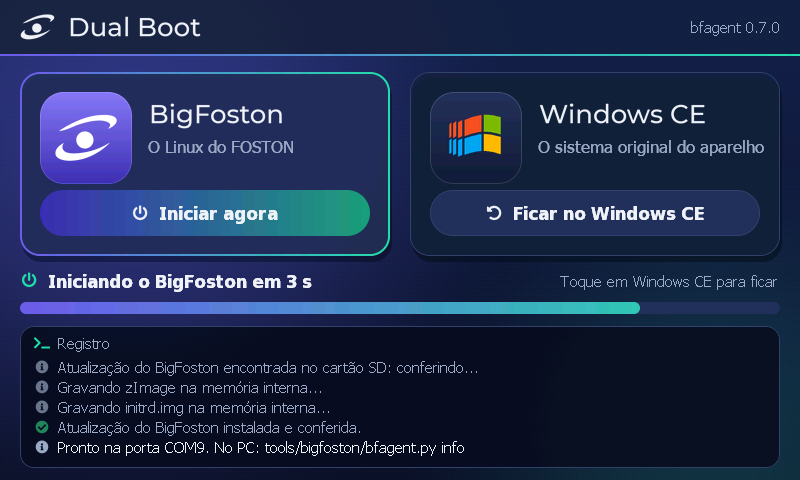 Dual Boot
bfagent 0.7.0
BigFoston
O Linux do FOSTON
Iniciar agora
Windows CE
O sistema original do aparelho
Ficar no Windows CE
Iniciando o BigFoston em 3 s
Toque em Windows CE para ficar
Registro
Atualização do BigFoston encontrada no cartão SD: conferindo...
Gravando zImage na memória interna...
Gravando initrd.img na memória interna...
Atualização do BigFoston instalada e conferida.
Pronto na porta COM9. No PC: tools/bigfoston/bfagent.py info